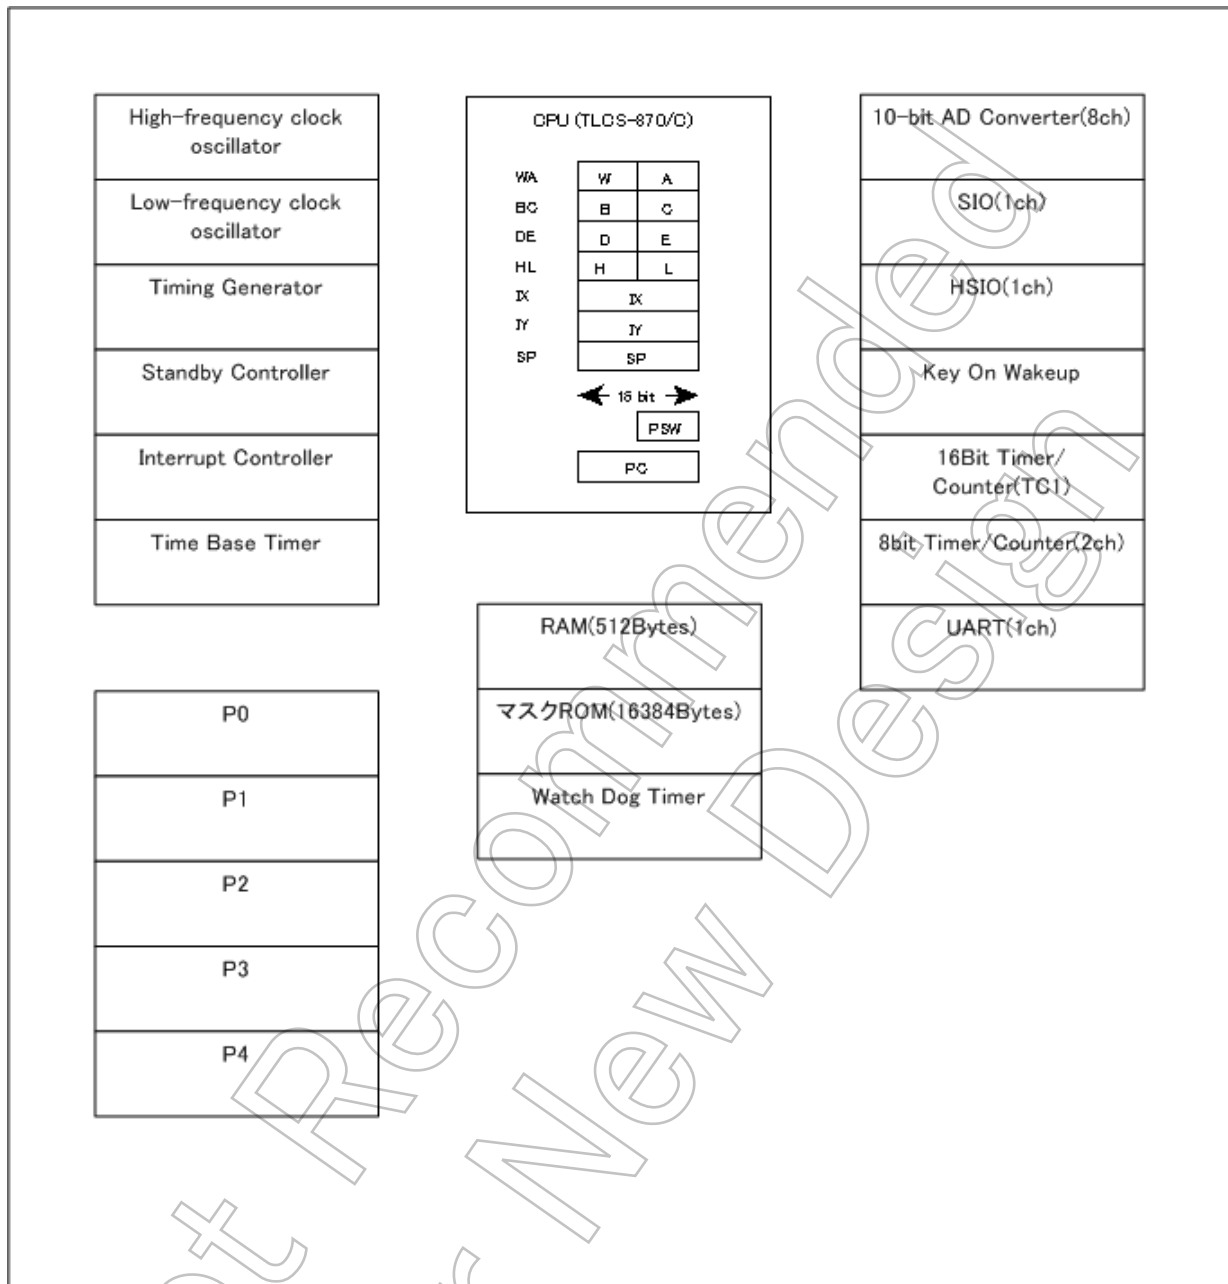 High-frequency clock
oscillator
Low-frequency clock
oscillator
Timing Generator
Standby Controller
Interrupt Controller
Time Base Timer
P0
P1
P2
P3
P4
CPU (TLCS-870/C)
WA W A
BC B C
DE D E
HL H L
IX IX
IY IY
SP SP
16 bit
PSW
PC
RAM(512Bytes)
マスクROM(16384Bytes)
Watch Dog Timer
10-bit AD Converter(8ch)
SIO(1ch)
HSIO(1ch)
Key On Wakeup
16Bit Timer/
Counter(TC1)
8bit Timer/Counter(2ch)
UART(1ch)
Recommended
New Design